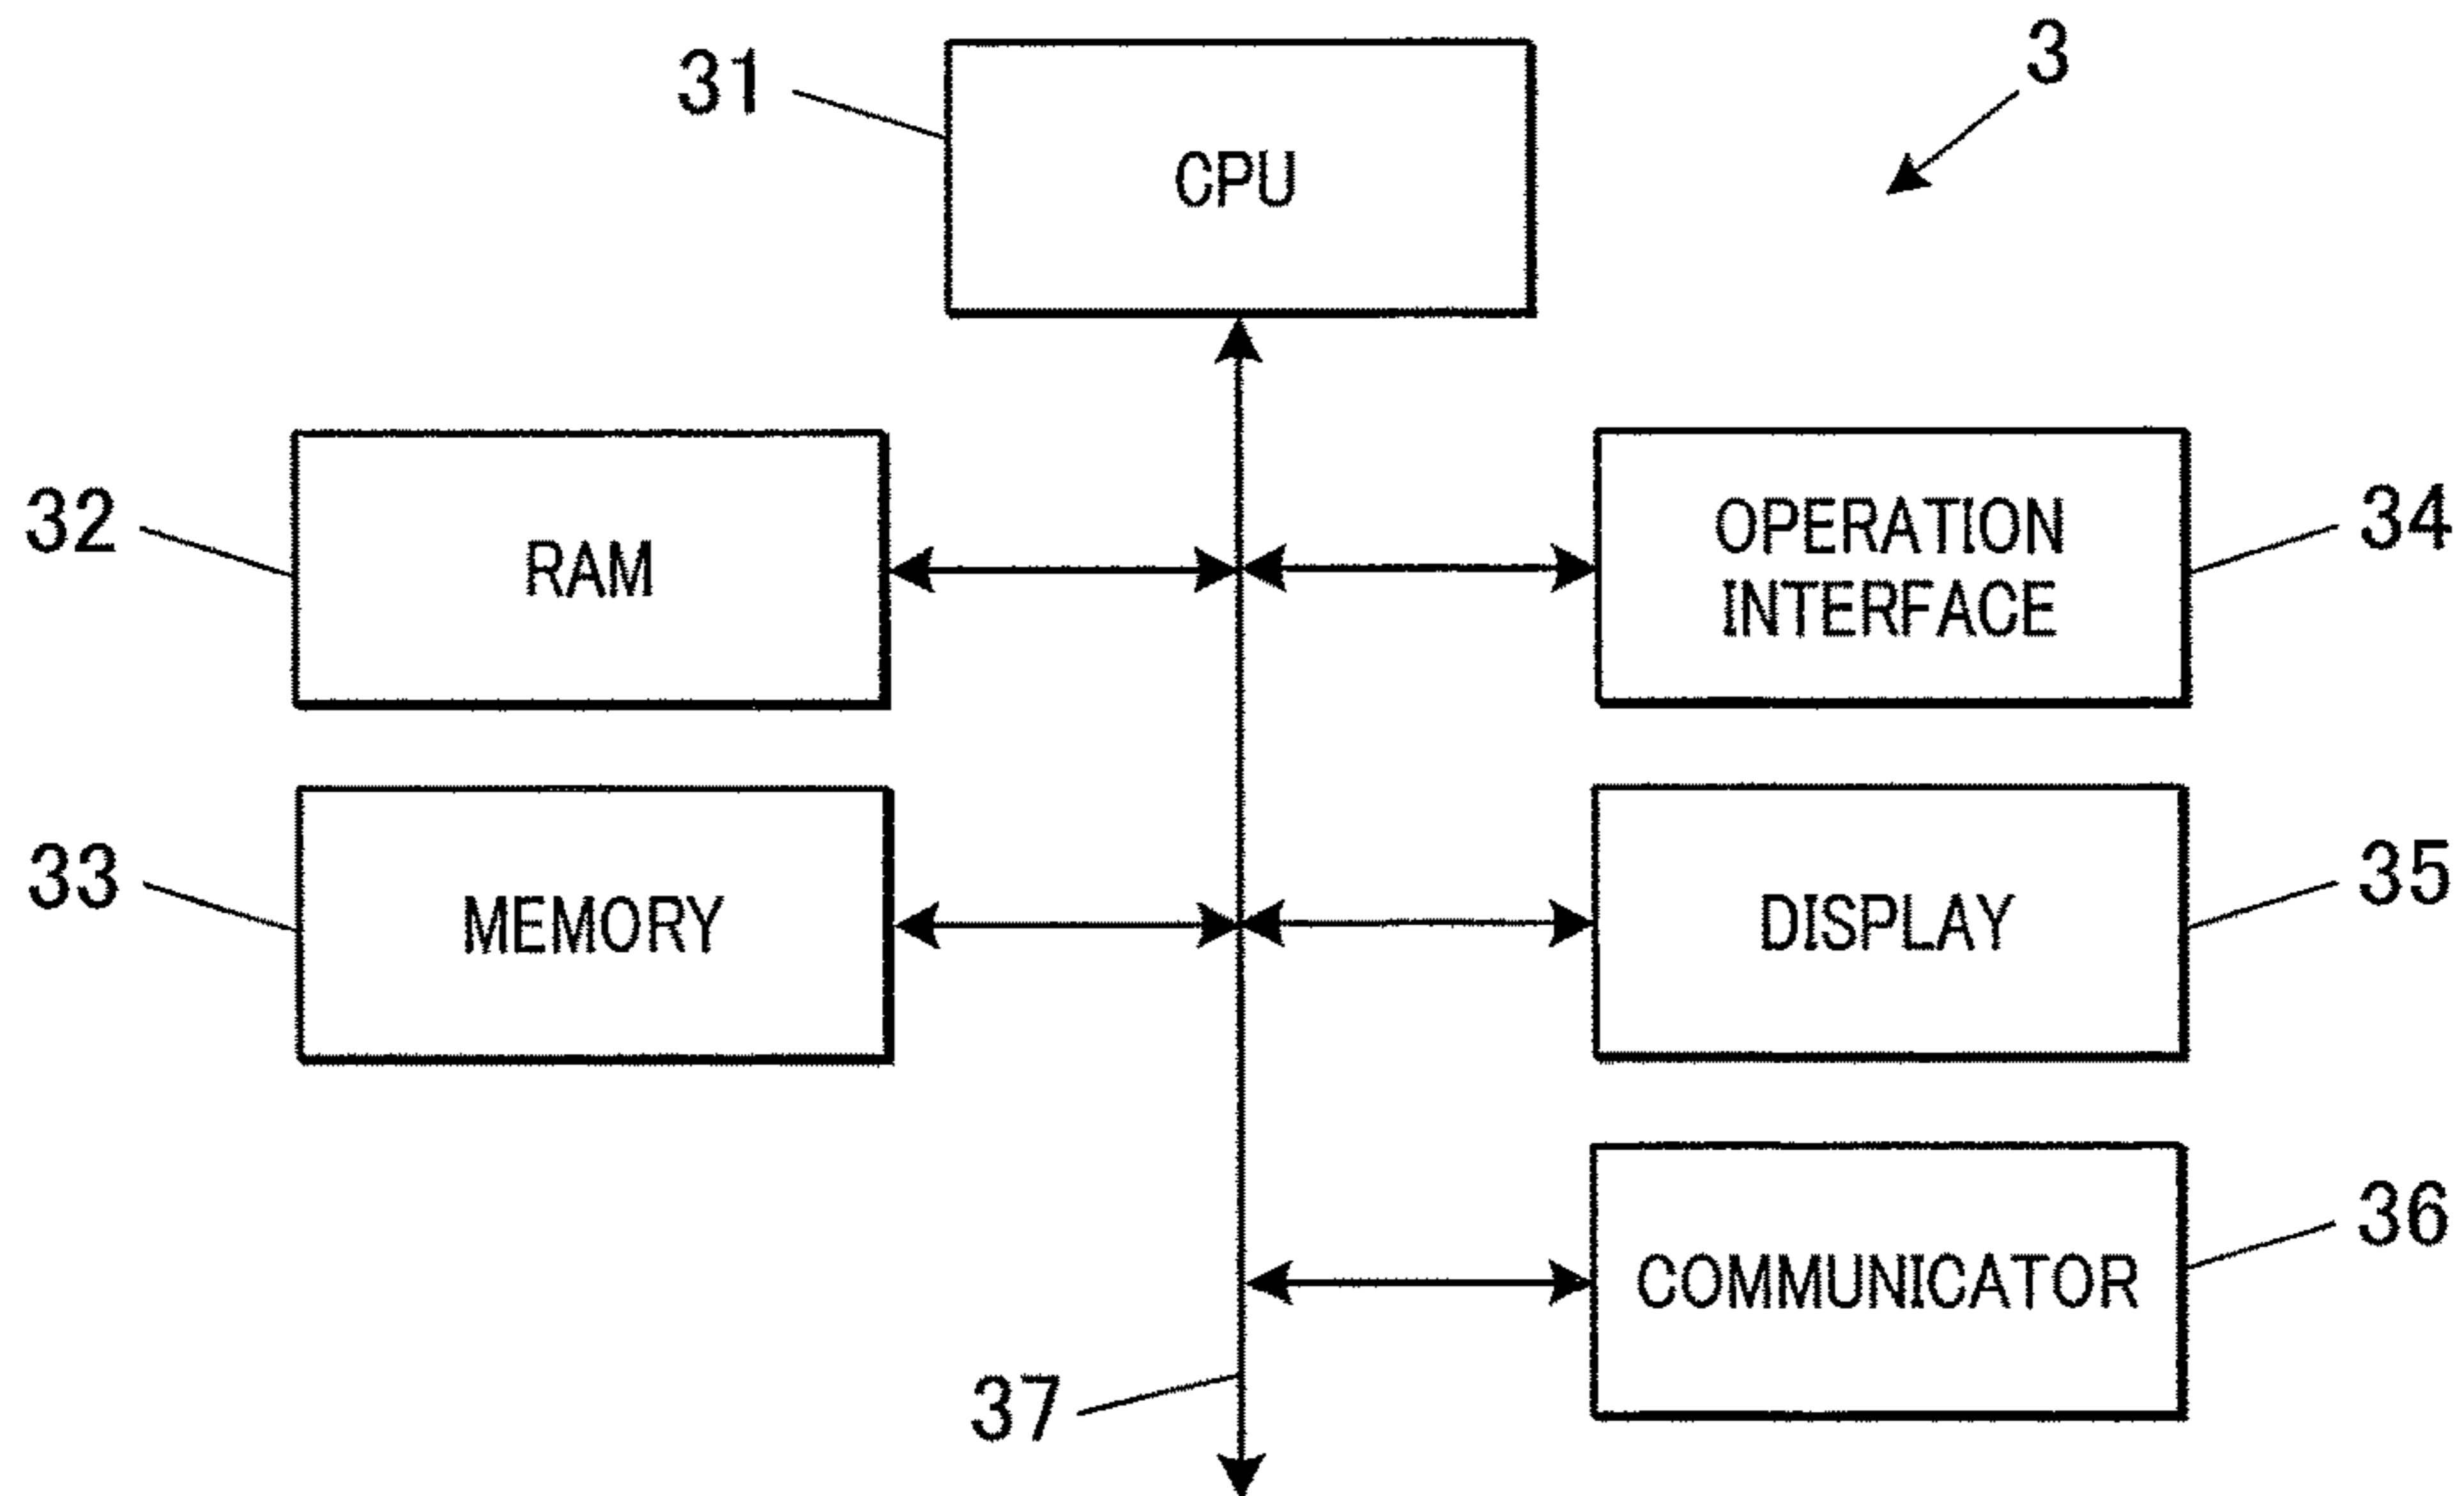 31
CPU
3
32
RAM
OPERATION
INTERFACE
34
33
MEMORY
DISPLAY
35
COMMUNICATOR
36
37